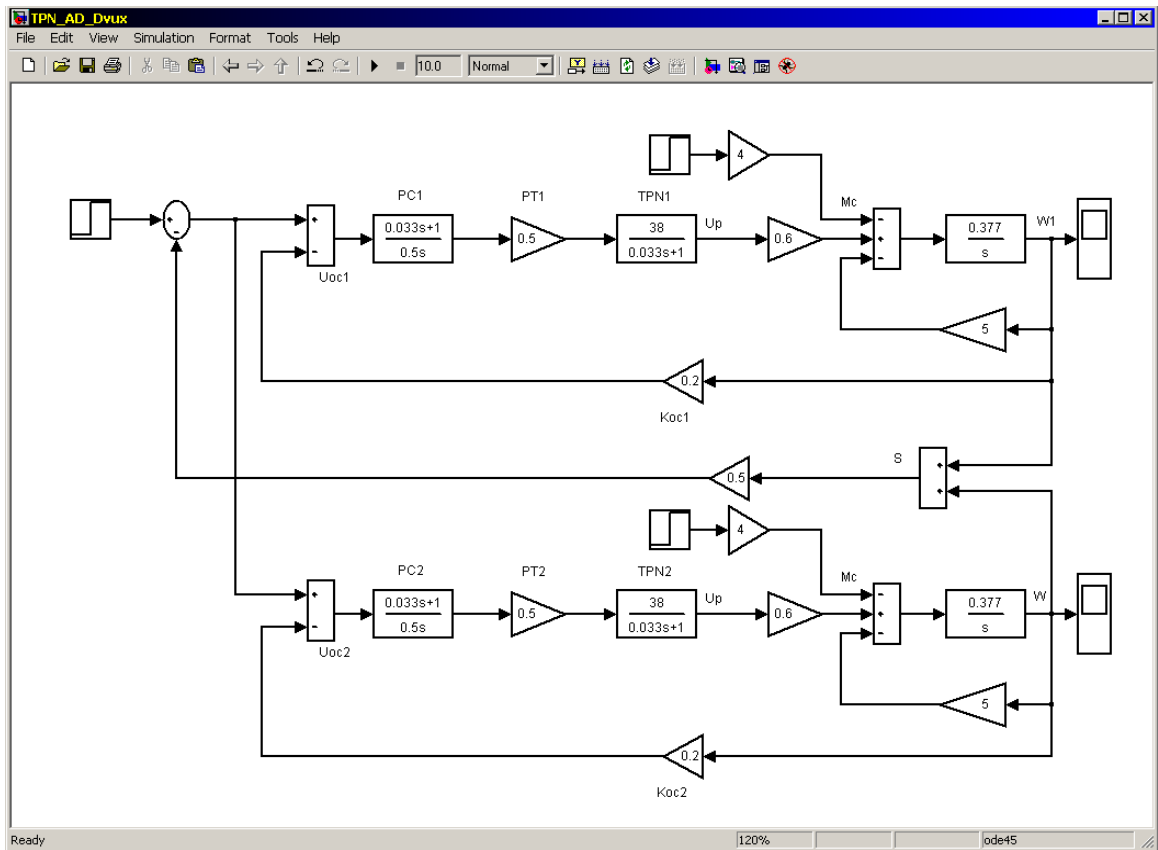 TPN_AD_Dvux
File Edit View Simulation Format Tools Help
10.0 Normal
4
PC1 PT1 TPN1 Mc
0.033s+1
0.5s
0.5
38
0.033s+1
Up
0.6
0.377
s
W1
Uoc1
5
0.2
Koc1
S
0.5
4
PC2 PT2 TPN2 Mc
0.033s+1
0.5s
0.5
38
0.033s+1
Up
0.6
0.377
s
W
Uoc2
5
0.2
Koc2
Ready 120% ode45